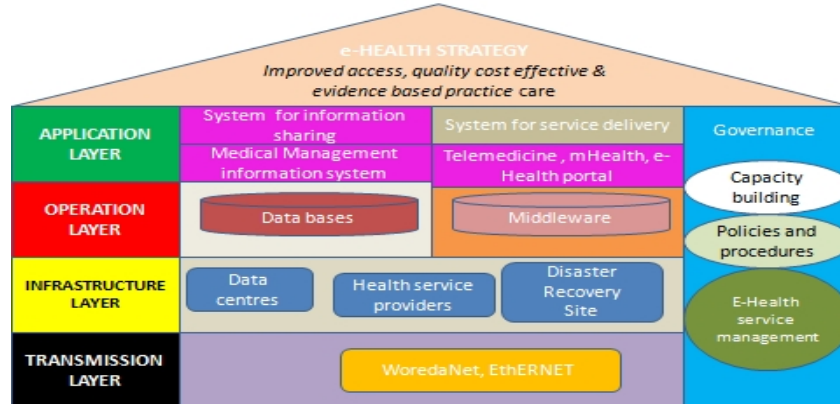 e-HEALTH STRATEGY
Improved access, quality cost effective &
evidence based practice care
APPLICATION
LAYER
System for information
sharing
System for service delivery
Governance
Medical Management
information system
Telemedicine , mHealth, e-
Health portal
Capacity
building
OPERATION
LAYER
Data bases
Middleware
Policies and
procedures
INFRASTRUCTURE
LAYER
Data
centres
Health service
providers
Disaster
Recovery
Site
E-Health
service
management
TRANSMISSION
LAYER
WoredaNet, EthERNET